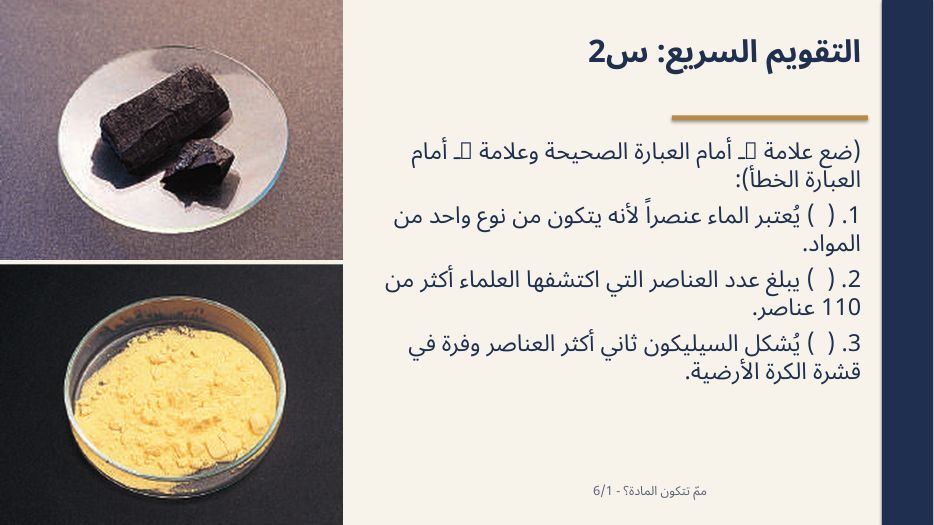 التقويم السريع: س2
(ضع علامة □ـ أمام العبارة الصحيحة وعلامة □ـ أمام
العبارة الخطأ):
1. ( ) يُعتبر الماء عنصراً لأنه يتكون من نوع واحد من
المواد.
2. ( ) يبلغ عدد العناصر التي اكتشفها العلماء أكثر من
110 عناصر.
3. ( ) يُشكل السيليكون ثاني أكثر العناصر وفرة في
قشرة الكرة الأرضية.
ممّ تتكون المادة؟ - 6/1